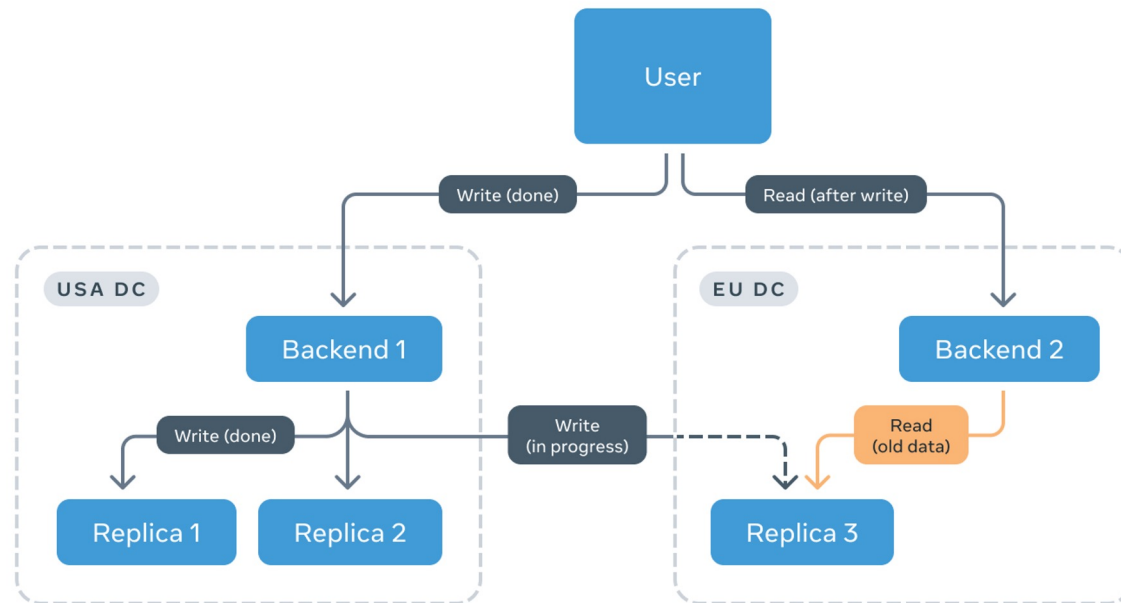 User
Write (done)
Read (after write)
USA DC
EU DC
Backend 1
Backend 2
Write (done)
Write
(in progress)
Read
(old data)
Replica 1
Replica 2
Replica 3